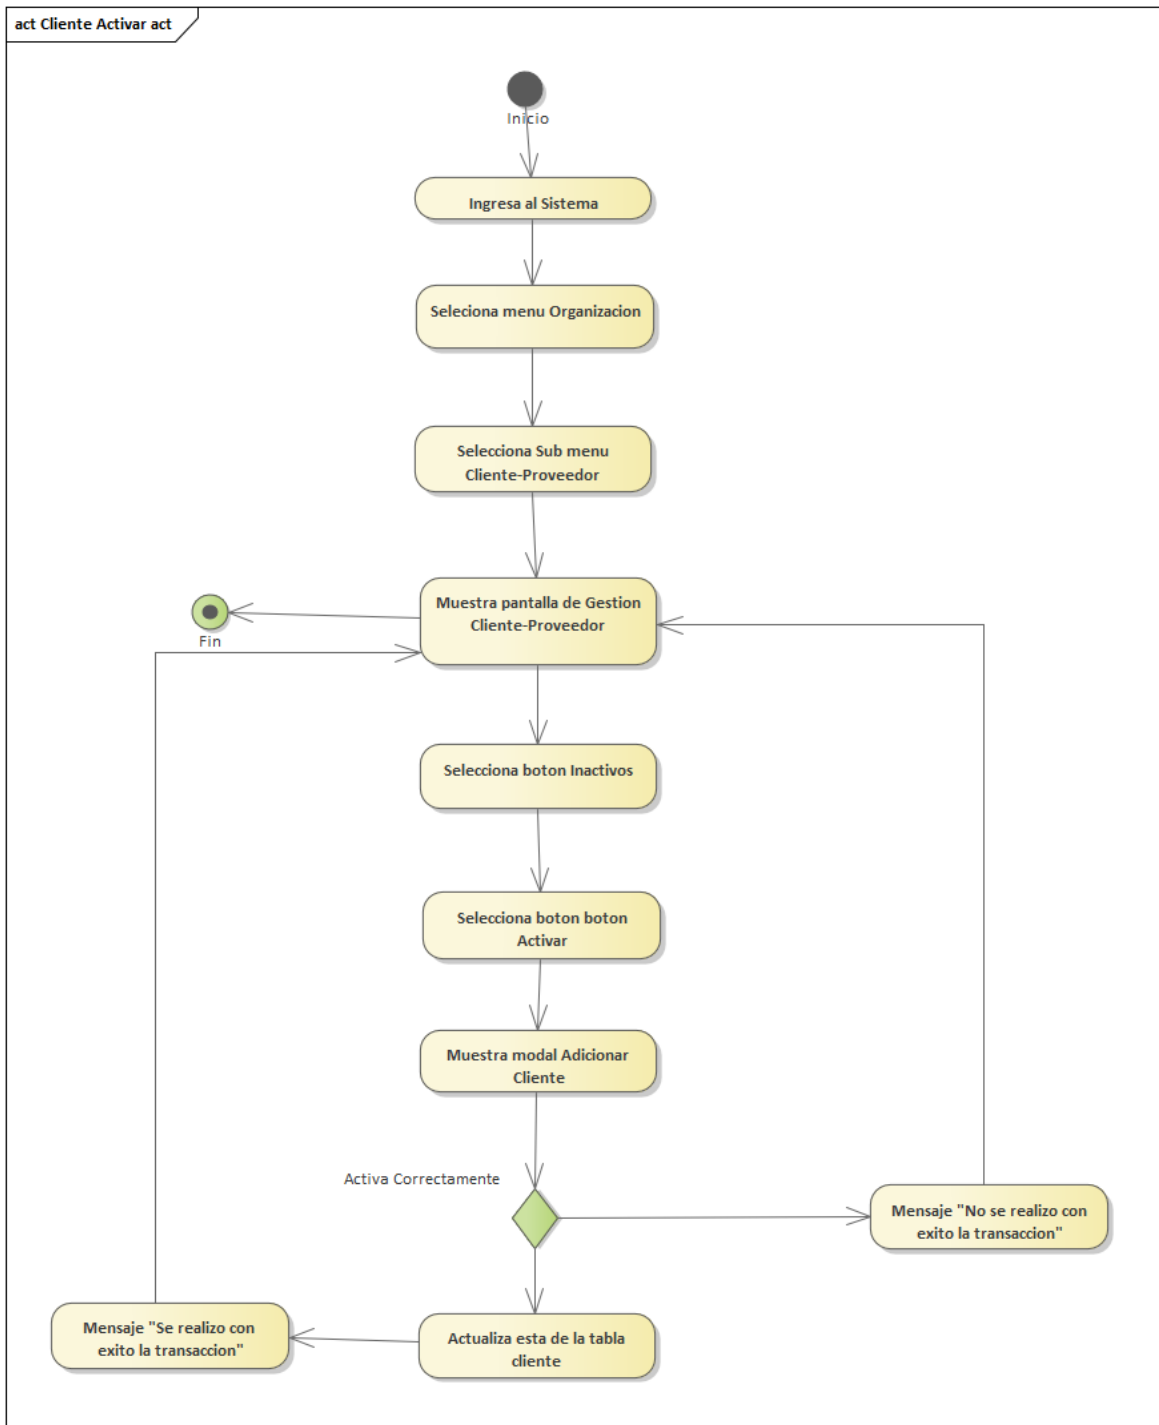 act Cliente Activar act
Inicio
Ingresa al Sistema
Seleciona menu Organizacion
Selecciona Sub menu
Cliente-Proveedor
Muestra pantalla de Gestion
Cliente-Proveedor
Fin
Selecciona boton Inactivos
Selecciona boton boton
Activar
Muestra modal Adicionar
Cliente
Activa Correctamente
Mensaje "No se realizo con
exito la transaccion"
Mensaje "Se realizo con
exito la transaccion"
Actualiza esta de la tabla
cliente